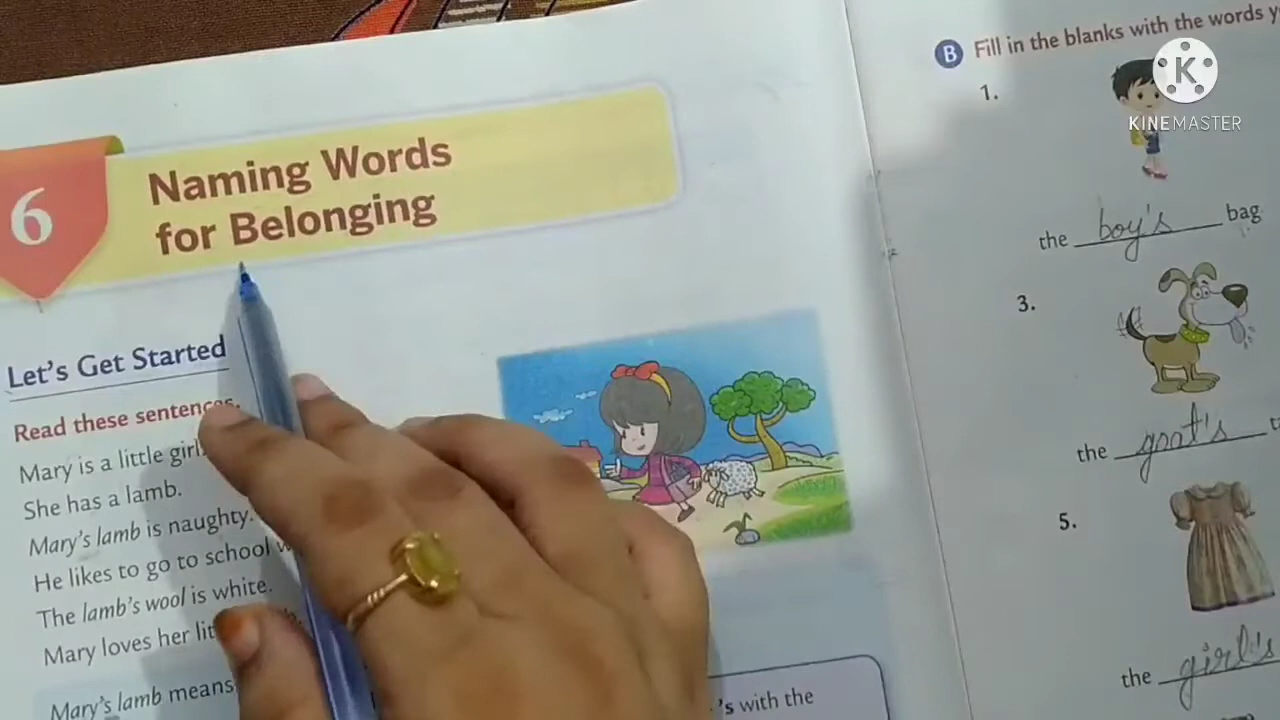 6
Naming Words
for Belonging
Let's Get Started
Read these sentences.
Mary is a little girl.
She has a lamb.
Mary's lamb is naughty.
He likes to go to school
The lamb's wool is white.
Mary loves her
Mary's lamb means
's with the
B Fill in the blanks with the words
1.
the boy's bag
3.
the goat's
5.
the girl's
KINEMASTER